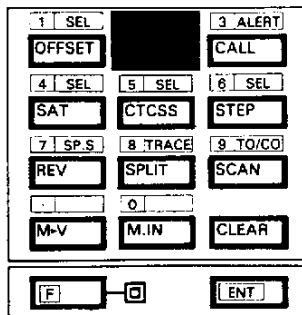 1 SEL 3 ALERT
OFFSET CALL
4 SEL 5 SEL 6 SEL
SAT CTCSS STEP
7 SP.S 8 TRACE 9 TO/CO
REV SPLIT SCAN
· 0
M▸V M.IN CLEAR
F ENT